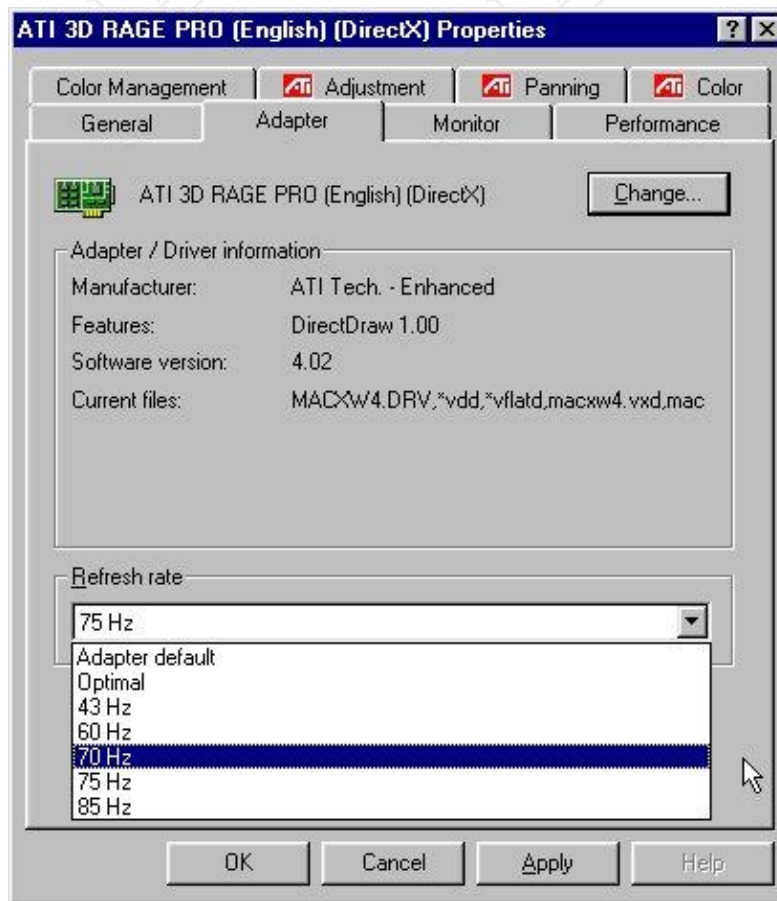 ATI 3D RAGE PRO (English) (DirectX) Properties
Color Management ATI Adjustment ATI Panning ATI Color
General Adapter Monitor Performance
ATI 3D RAGE PRO (English) (DirectX) Change...
Adapter / Driver information
Manufacturer: ATI Tech. - Enhanced
Features: DirectDraw 1.00
Software version: 4.02
Current files: MACXW4.DRV,*vdd,*vflatd,macxw4.vxd,mac
Refresh rate
75 Hz
Adapter default
Optimal
43 Hz
60 Hz
70 Hz
75 Hz
85 Hz
OK Cancel Apply Help